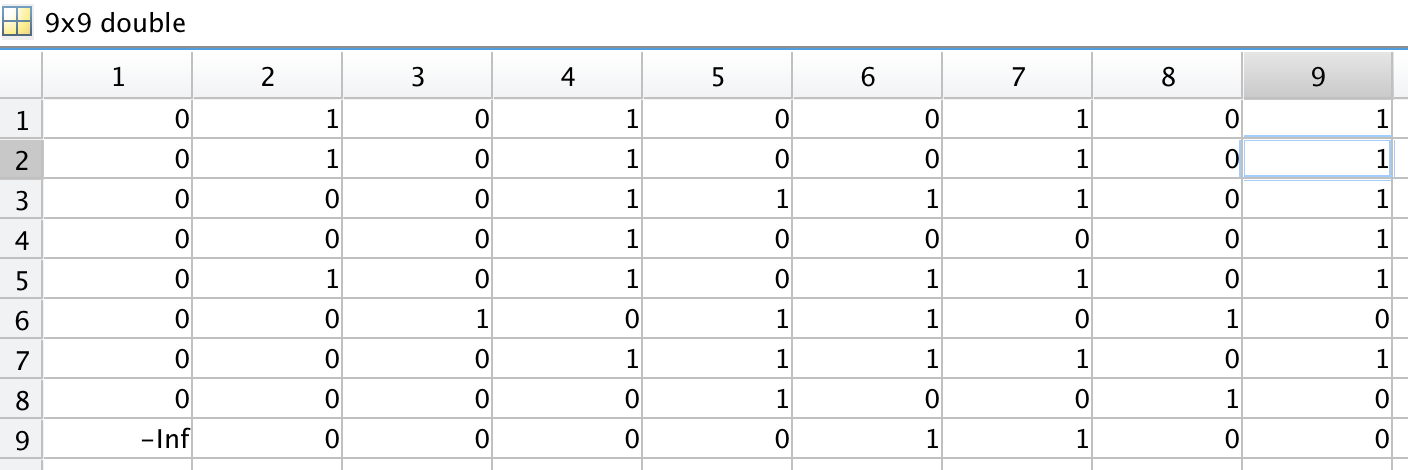 9x9 double
1 2 3 4 5 6 7 8 9
1 0 1 0 1 0 0 1 0 1
2 0 1 0 1 0 0 1 0 1
3 0 0 0 1 1 1 1 0 1
4 0 0 0 1 0 0 0 0 1
5 0 1 0 1 0 1 1 0 1
6 0 0 1 0 1 1 0 1 0
7 0 0 0 1 1 1 1 0 1
8 0 0 0 0 1 0 0 1 0
9 -Inf 0 0 0 0 1 1 0 0